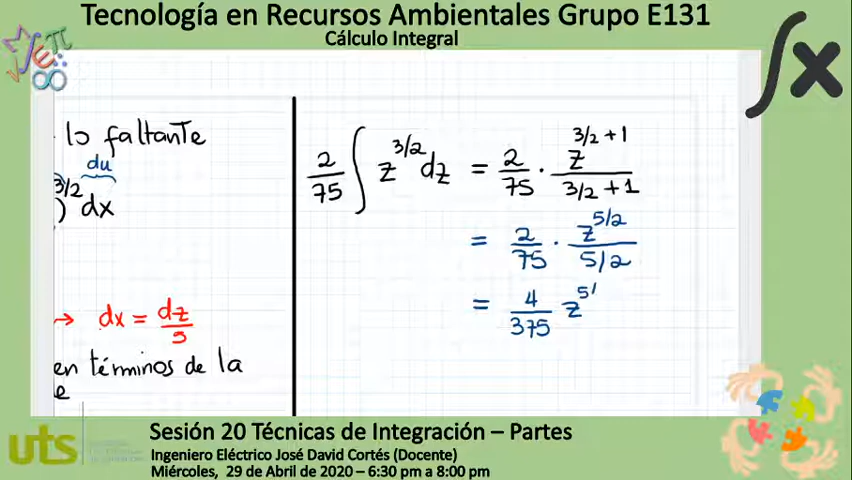 Tecnología en Recursos Ambientales Grupo E131
Cálculo Integral
∫x
lo faltante
du
)^{3/2} dx
→ dx = dz/5
en términos de la
e
2/75 ∫ z^{3/2} dz = 2/75 · z^{3/2 + 1}/(3/2 + 1)
= 2/75 · z^{5/2}/(5/2)
= 4/375 z^{5/
uts
Sesión 20 Técnicas de Integración – Partes
Ingeniero Eléctrico José David Cortés (Docente)
Miércoles, 29 de Abril de 2020 – 6:30 pm a 8:00 pm